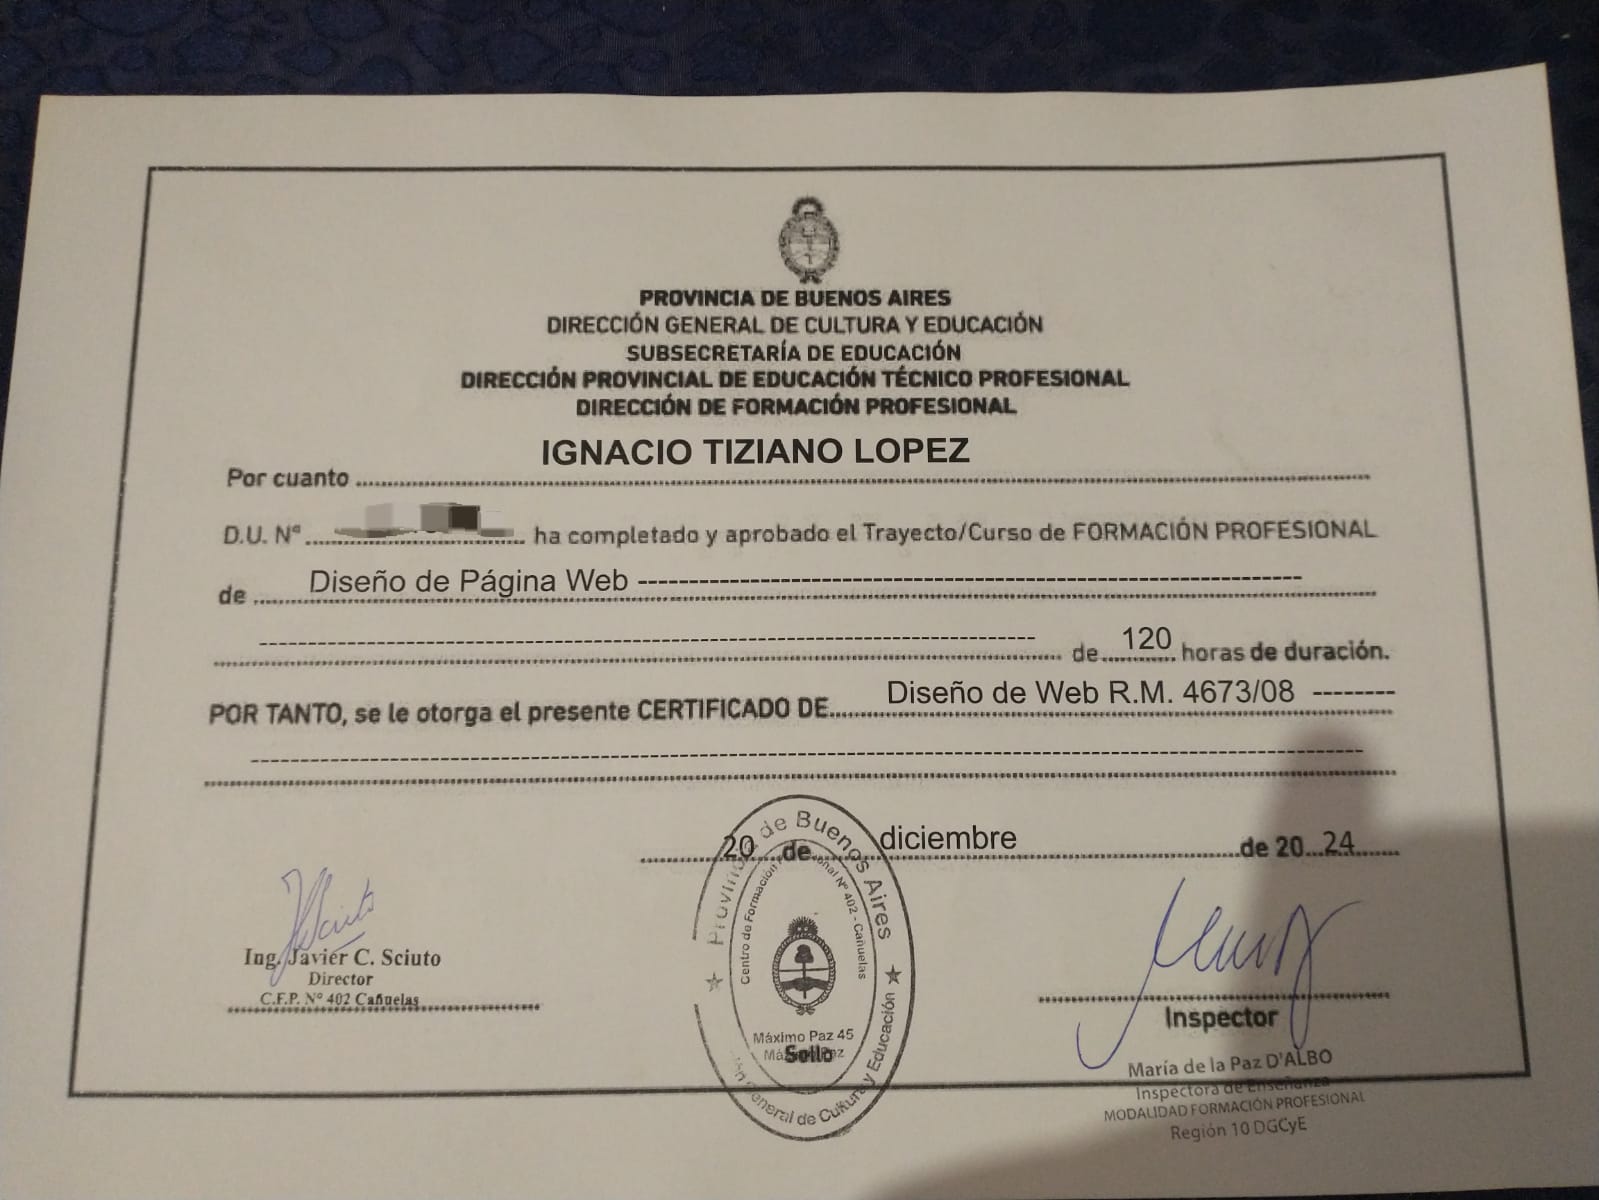 PROVINCIA DE BUENOS AIRES
DIRECCIÓN GENERAL DE CULTURA Y EDUCACIÓN
SUBSECRETARÍA DE EDUCACIÓN
DIRECCIÓN PROVINCIAL DE EDUCACIÓN TÉCNICO PROFESIONAL
DIRECCIÓN DE FORMACIÓN PROFESIONAL
Por cuanto IGNACIO TIZIANO LOPEZ
D.U. Nº ha completado y aprobado el Trayecto/Curso de FORMACIÓN PROFESIONAL
de Diseño de Página Web
de 120 horas de duración.
POR TANTO, se le otorga el presente CERTIFICADO DE Diseño de Web R.M. 4673/08
20 de diciembre de 20 24
Ing. Javier C. Sciuto
Director
C.F.P. Nº 402 Cañuelas
Provincia de Buenos Aires
Centro de Formación Nº 402 - Cañuelas
Máximo Paz 45
Sello
General de Cultura y Educación
Inspector
María de la Paz D'ALBO
Inspectora de Enseñanza
MODALIDAD FORMACIÓN PROFESIONAL
Región 10 DGCyE